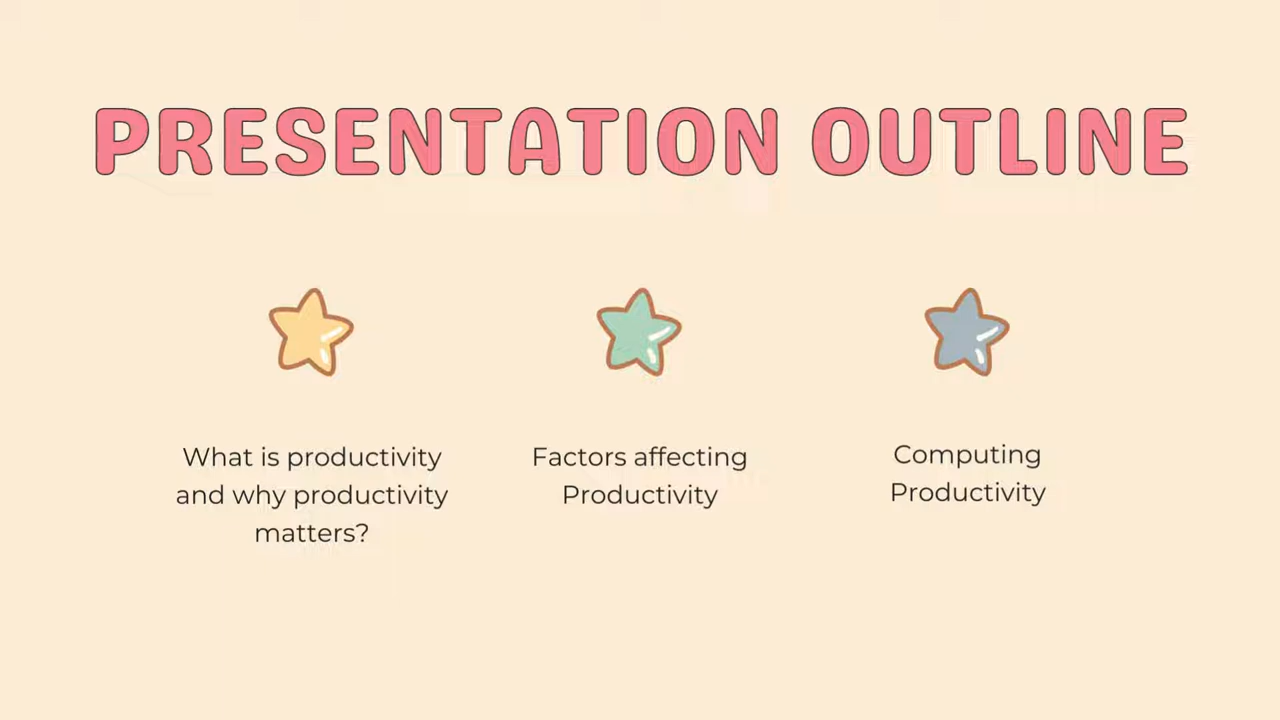 PRESENTATION OUTLINE
What is productivity
and why productivity
matters?
Factors affecting
Productivity
Computing
Productivity